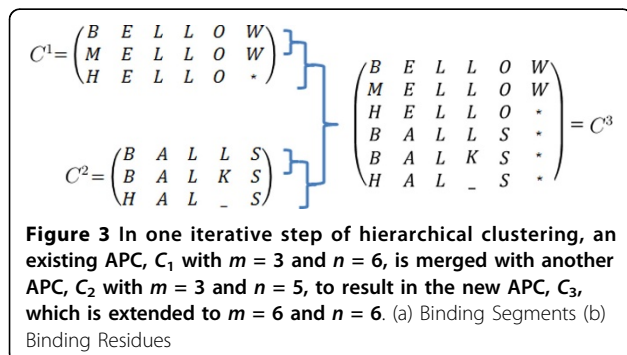 C¹= ( B E L L O W
M E L L O W
H E L L O * )
C²= ( B A L L S
B A L K S
H A L _ S )
( B E L L O W
M E L L O W
H E L L O *
B A L L S *
B A L K S *
H A L _ S * ) = C³
Figure 3 In one iterative step of hierarchical clustering, an
existing APC, C₁ with m = 3 and n = 6, is merged with another
APC, C₂ with m = 3 and n = 5, to result in the new APC, C₃,
which is extended to m = 6 and n = 6. (a) Binding Segments (b)
Binding Residues